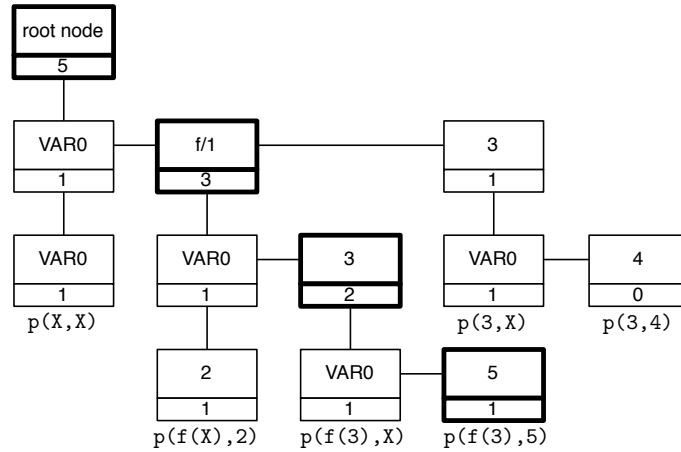 root node
5
VAR0
f/1
3
1
3
1
VAR0
VAR0
3
VAR0
4
1
1
2
1
0
p(X,X)
p(3,X)
p(3,4)
2
VAR0
5
1
1
1
p(f(X),2)
p(f(3),X)
p(f(3),5)